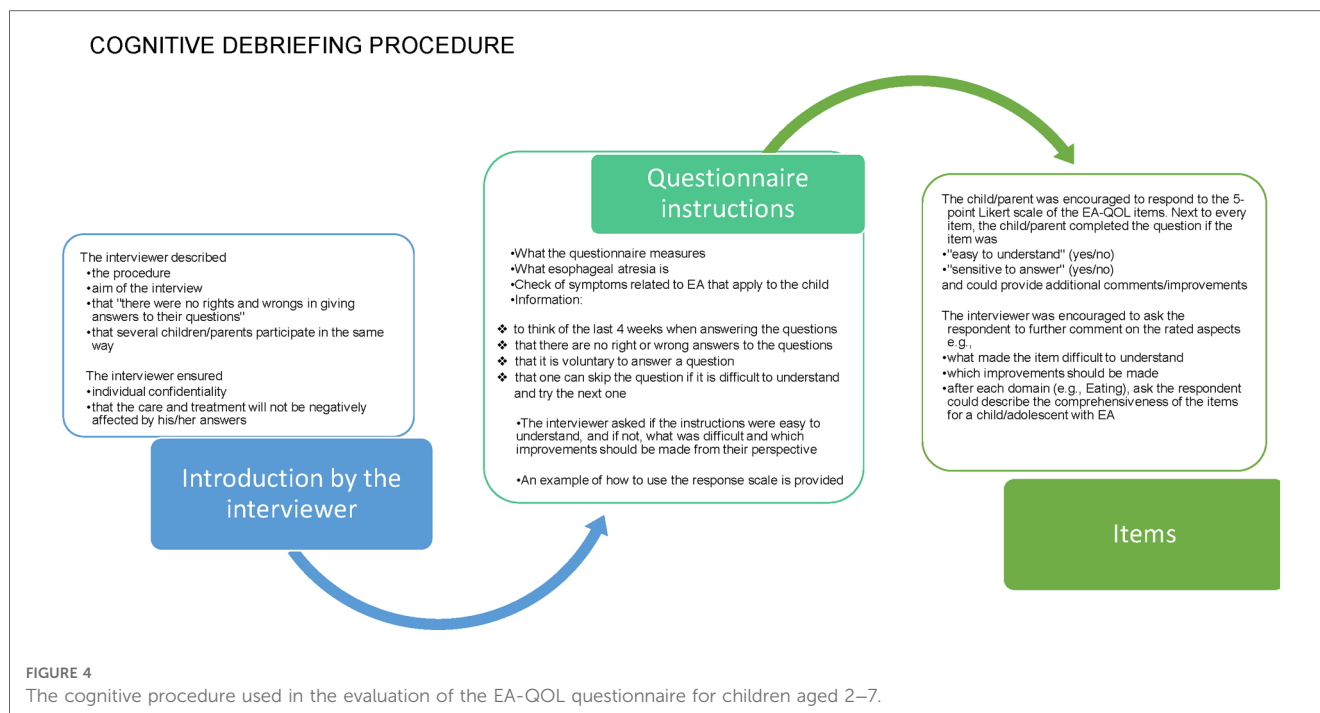 COGNITIVE DEBRIEFING PROCEDURE
The interviewer described
•the procedure
•aim of the interview
•that "there were no rights and wrongs in giving
answers to their questions"
•that several children/parents participate in the same
way
The interviewer ensured
•individual confidentiality
•that the care and treatment will not be negatively
affected by his/her answers
Introduction by the
interviewer
Questionnaire
instructions
•What the questionnaire measures
•What esophageal atresia is
•Check of symptoms related to EA that apply to the child
•Information:
❖ to think of the last 4 weeks when answering the questions
❖ that there are no right or wrong answers to the questions
❖ that it is voluntary to answer a question
❖ that one can skip the question if it is difficult to understand
and try the next one
•The interviewer asked if the instructions were easy to
understand, and if not, what was difficult and which
improvements should be made from their perspective
•An example of how to use the response scale is provided
The child/parent was encouraged to respond to the 5-
point Likert scale of the EA-QOL items. Next to every
item, the child/parent completed the question if the
item was
•"easy to understand" (yes/no)
•"sensitive to answer" (yes/no)
and could provide additional comments/improvements
The interviewer was encouraged to ask the
respondent to further comment on the rated aspects
e.g.,
•what made the item difficult to understand
•which improvements should be made
•after each domain (e.g., Eating), ask the respondent
could describe the comprehensiveness of the items
for a child/adolescent with EA
Items
FIGURE 4
The cognitive procedure used in the evaluation of the EA-QOL questionnaire for children aged 2–7.